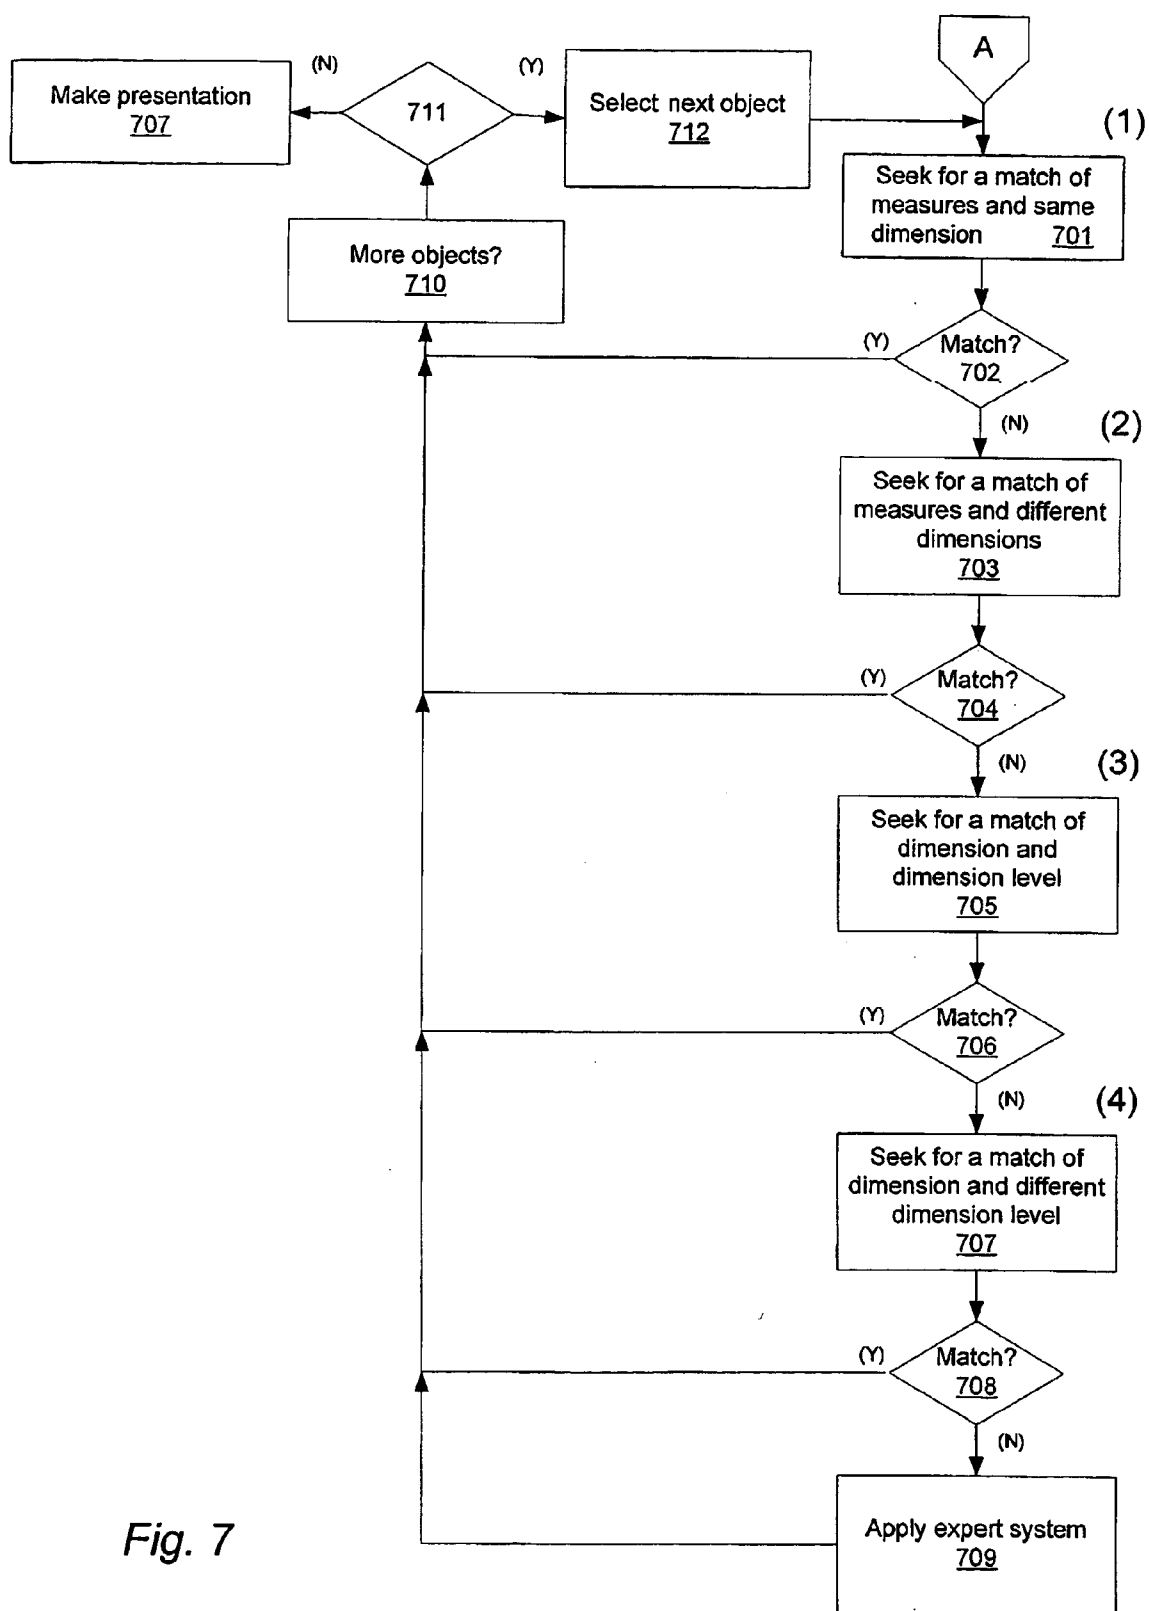 A
(N)
(Y)
Make presentation
707
711
Select next object
712
(1)
Seek for a match of
measures and same
dimension 701
More objects?
710
(Y)
Match?
702
(N)
(2)
Seek for a match of
measures and different
dimensions
703
(Y)
Match?
704
(N)
(3)
Seek for a match of
dimension and
dimension level
705
(Y)
Match?
706
(N)
(4)
Seek for a match of
dimension and different
dimension level
707
(Y)
Match?
708
(N)
Apply expert system
709
Fig. 7